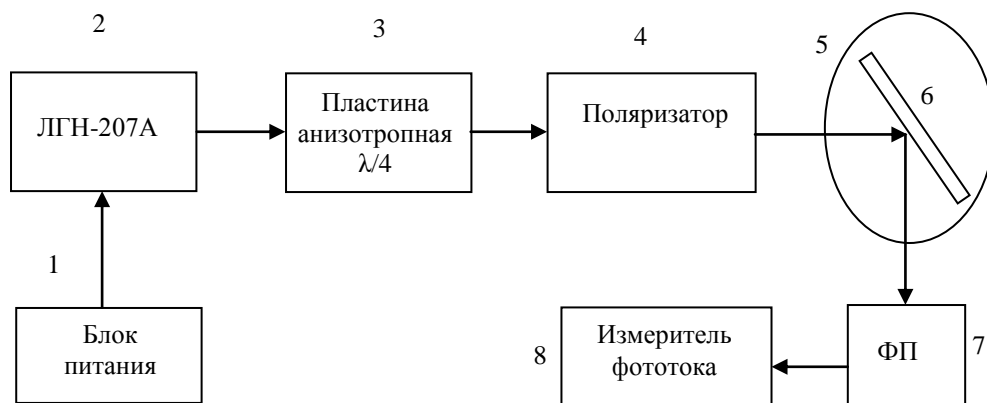 2
3
4
5
ЛГН-207А
Пластина
анизотропная
λ/4
Поляризатор
6
1
Блок
питания
8
Измеритель
фототока
ФП
7